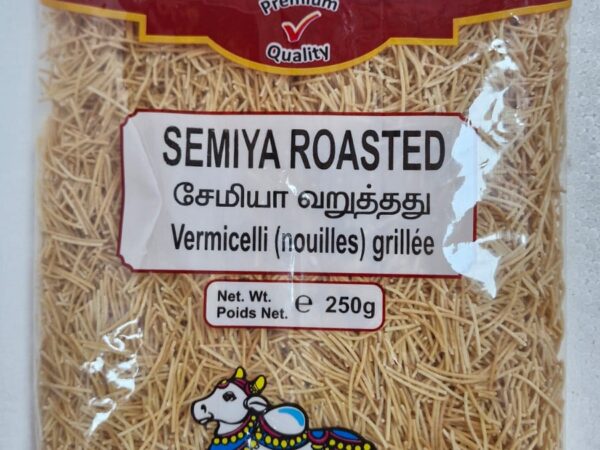 Premium
Quality
SEMIYA ROASTED
சேமியா வறுத்தது
Vermicelli (nouilles) grillée
Net. Wt.
Poids Net. ℮ 250g